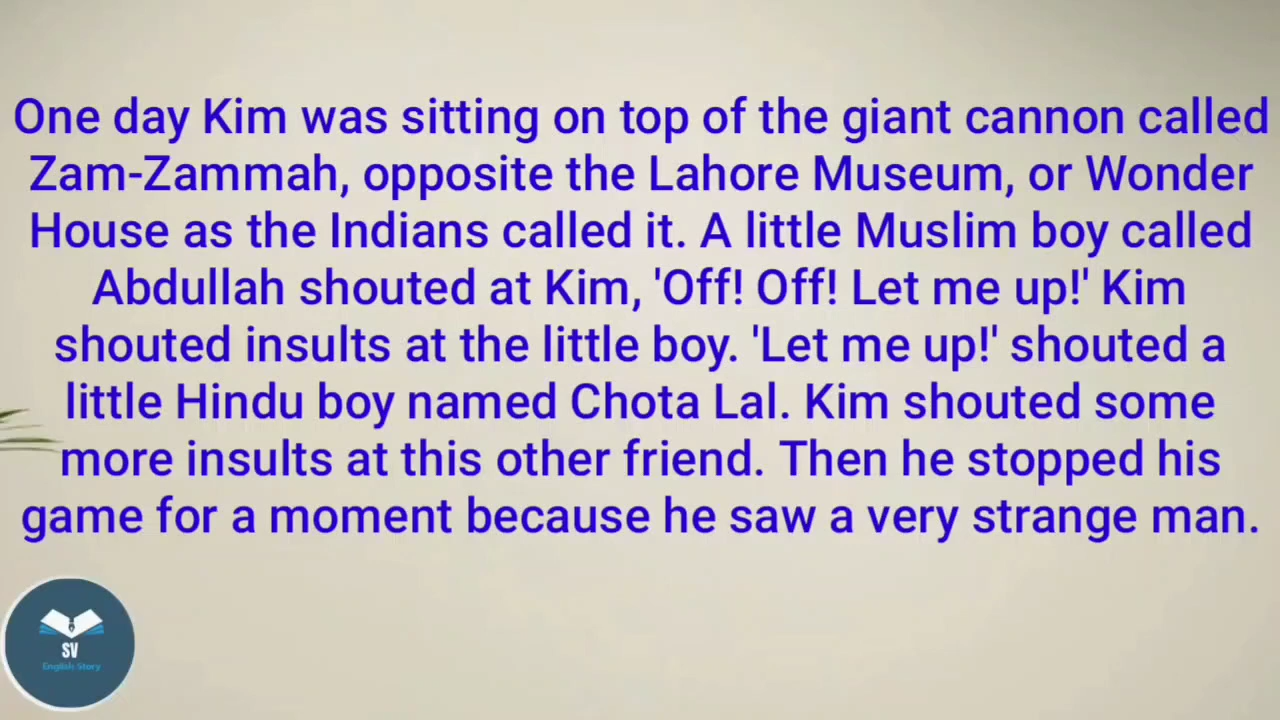 One day Kim was sitting on top of the giant cannon called
Zam-Zammah, opposite the Lahore Museum, or Wonder
House as the Indians called it. A little Muslim boy called
Abdullah shouted at Kim, 'Off! Off! Let me up!' Kim
shouted insults at the little boy. 'Let me up!' shouted a
little Hindu boy named Chota Lal. Kim shouted some
more insults at this other friend. Then he stopped his
game for a moment because he saw a very strange man.
SV
English Story